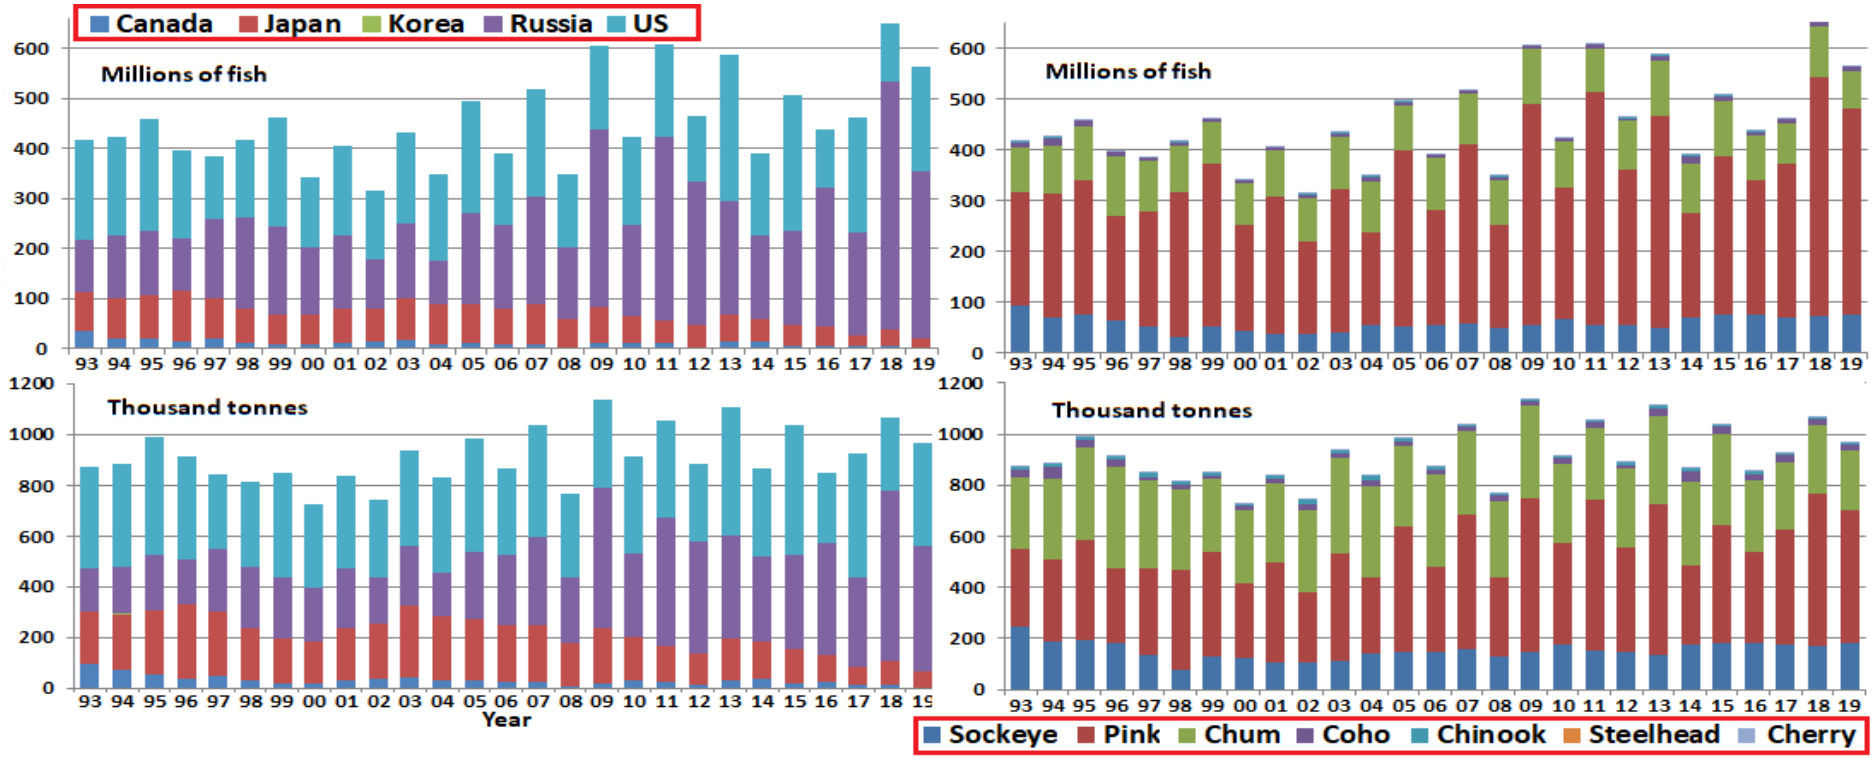 Canada Japan Korea Russia US
Millions of fish
600
500
400
300
200
100
0
93 94 95 96 97 98 99 00 01 02 03 04 05 06 07 08 09 10 11 12 13 14 15 16 17 18 19
Millions of fish
600
500
400
300
200
100
0
93 94 95 96 97 98 99 00 01 02 03 04 05 06 07 08 09 10 11 12 13 14 15 16 17 18 19
Thousand tonnes
1200
1000
800
600
400
200
0
93 94 95 96 97 98 99 00 01 02 03 04 05 06 07 08 09 10 11 12 13 14 15 16 17 18 19
Year
Thousand tonnes
1200
1000
800
600
400
200
0
93 94 95 96 97 98 99 00 01 02 03 04 05 06 07 08 09 10 11 12 13 14 15 16 17 18 19
Sockeye Pink Chum Coho Chinook Steelhead Cherry